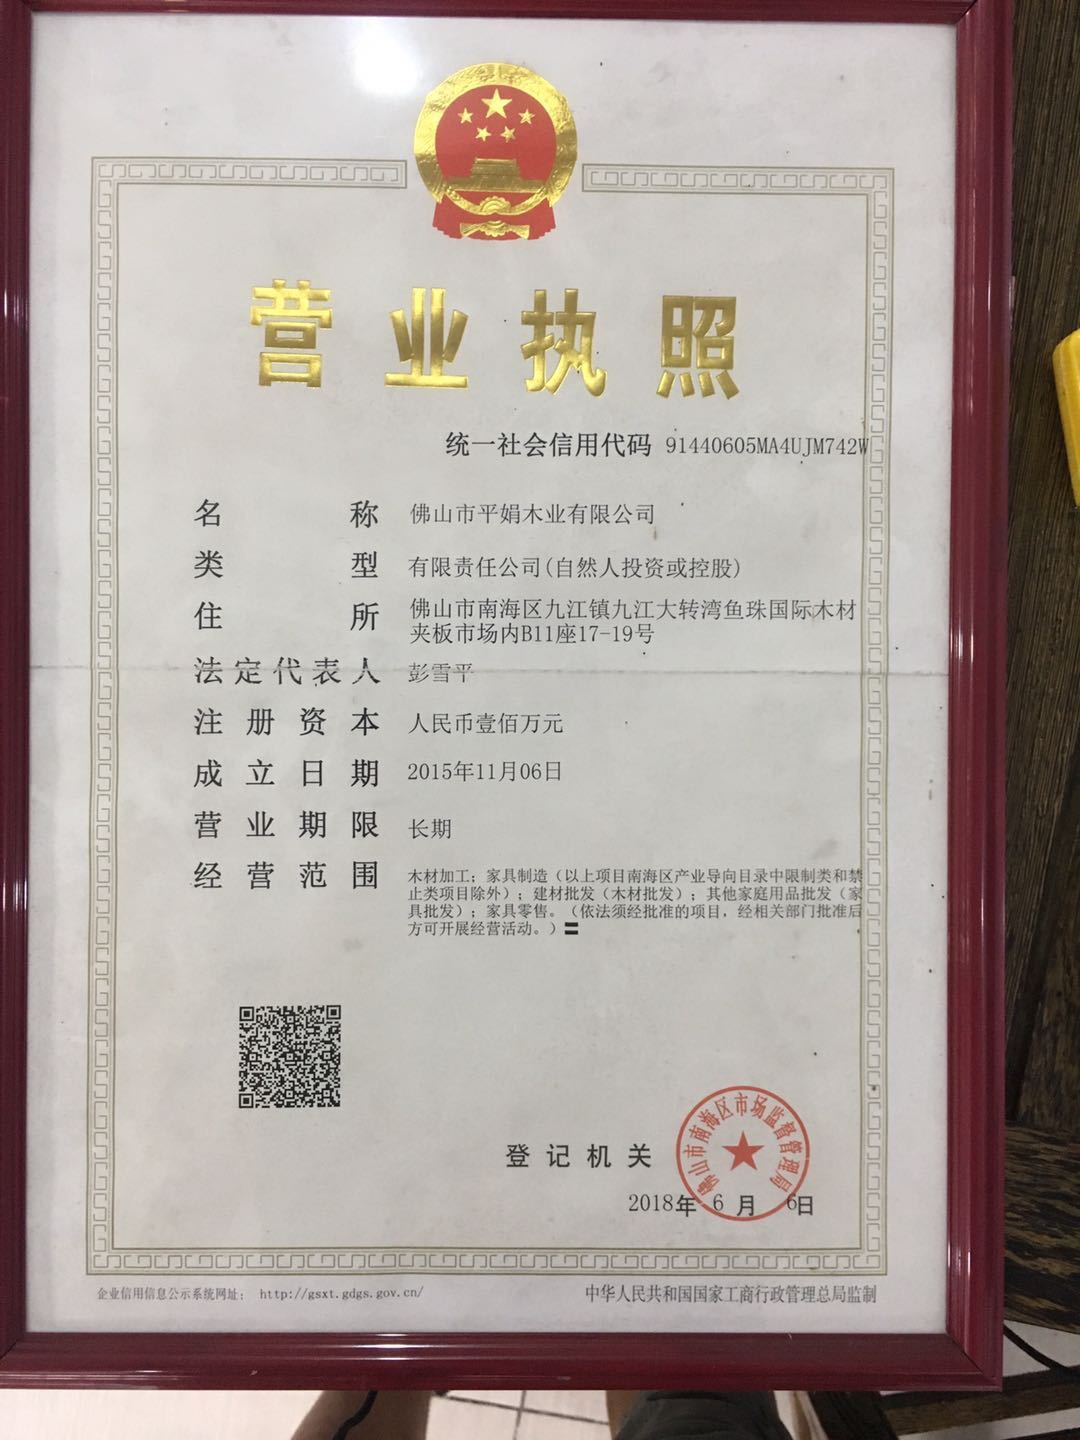 营业执照
统一社会信用代码 91440605MA4UJM742W
名称 佛山市平娟木业有限公司
类型 有限责任公司(自然人投资或控股)
住所 佛山市南海区九江镇九江大转湾鱼珠国际木材
夹板市场内B11座17-19号
法定代表人 彭雪平
注册资本 人民币壹佰万元
成立日期 2015年11月06日
营业期限 长期
经营范围 木材加工；家具制造（以上项目南海区产业导向目录中限制类和禁
止类项目除外）；建材批发（木材批发）；其他家庭用品批发（家
具批发）；家具零售。（依法须经批准的项目，经相关部门批准后
方可开展经营活动。）〓
佛山市南海区市场监督管理局
登记机关
2018年6月6日
企业信用信息公示系统网址： http://gsxt.gdgs.gov.cn/
中华人民共和国国家工商行政管理总局监制